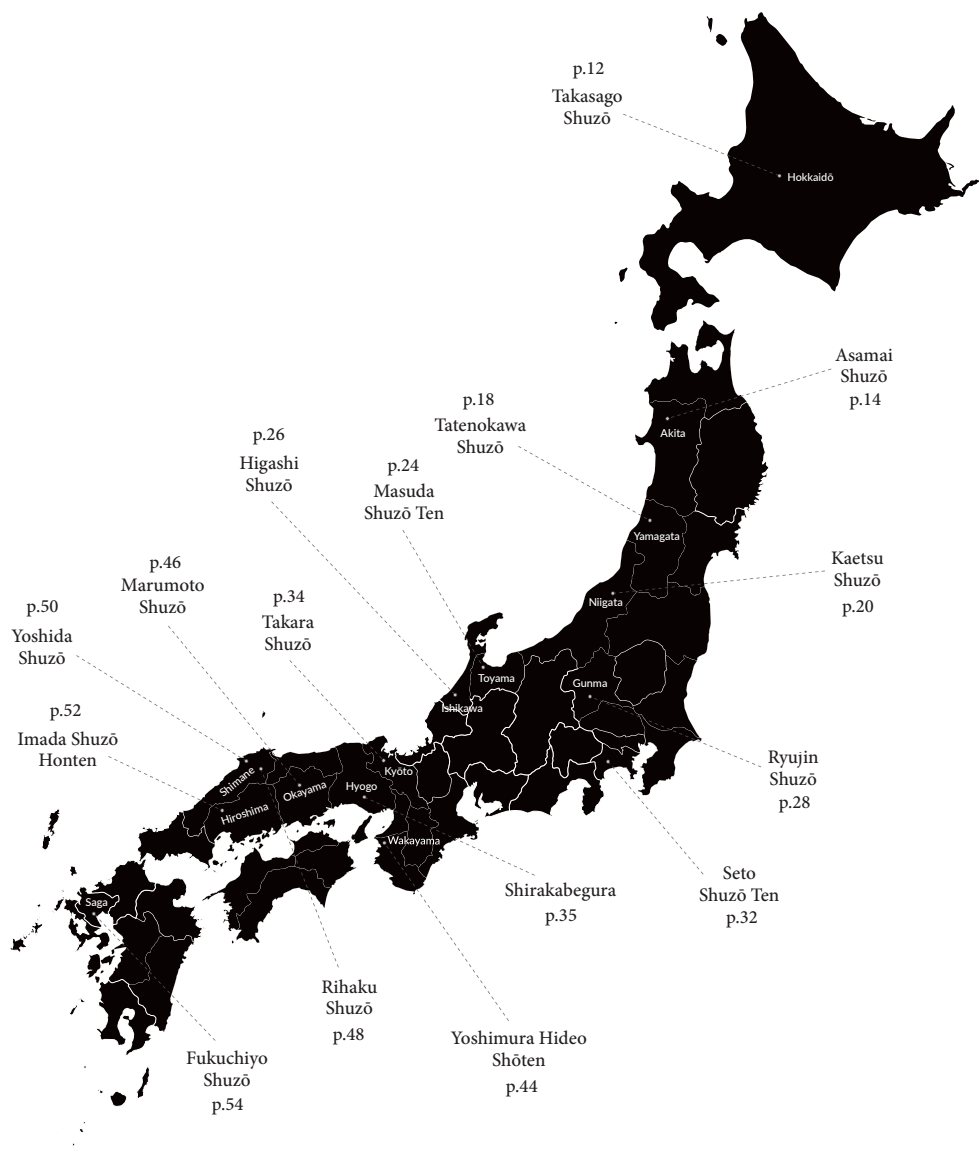 p.12
Takasago
Shuzō
Hokkaidō
Asamai
Shuzō
p.14
p.18
Tatenokawa
Shuzō
Akita
p.26
Higashi
Shuzō
p.24
Masuda
Shuzō Ten
Yamagata
Kaetsu
Shuzō
p.20
Niigata
p.46
Marumoto
Shuzō
p.34
Takara
Shuzō
p.50
Yoshida
Shuzō
Toyama
Gunma
Ishikawa
p.52
Imada Shuzō
Honten
Ryujin
Shuzō
p.28
Kyōto
Shimane
Okayama
Hyogo
Hiroshima
Wakayama
Seto
Shuzō Ten
p.32
Shirakabegura
p.35
Saga
Rihaku
Shuzō
p.48
Yoshimura Hideo
Shōten
p.44
Fukuchiyo
Shuzō
p.54